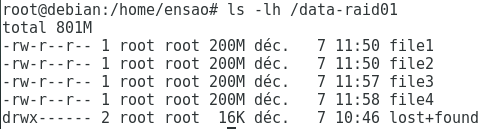 root@debian:/home/ensao# ls -lh /data-raid01
total 801M
-rw-r--r-- 1 root root 200M déc.   7 11:50 file1
-rw-r--r-- 1 root root 200M déc.   7 11:50 file2
-rw-r--r-- 1 root root 200M déc.   7 11:57 file3
-rw-r--r-- 1 root root 200M déc.   7 11:58 file4
drwx------ 2 root root  16K déc.   7 10:46 lost+found